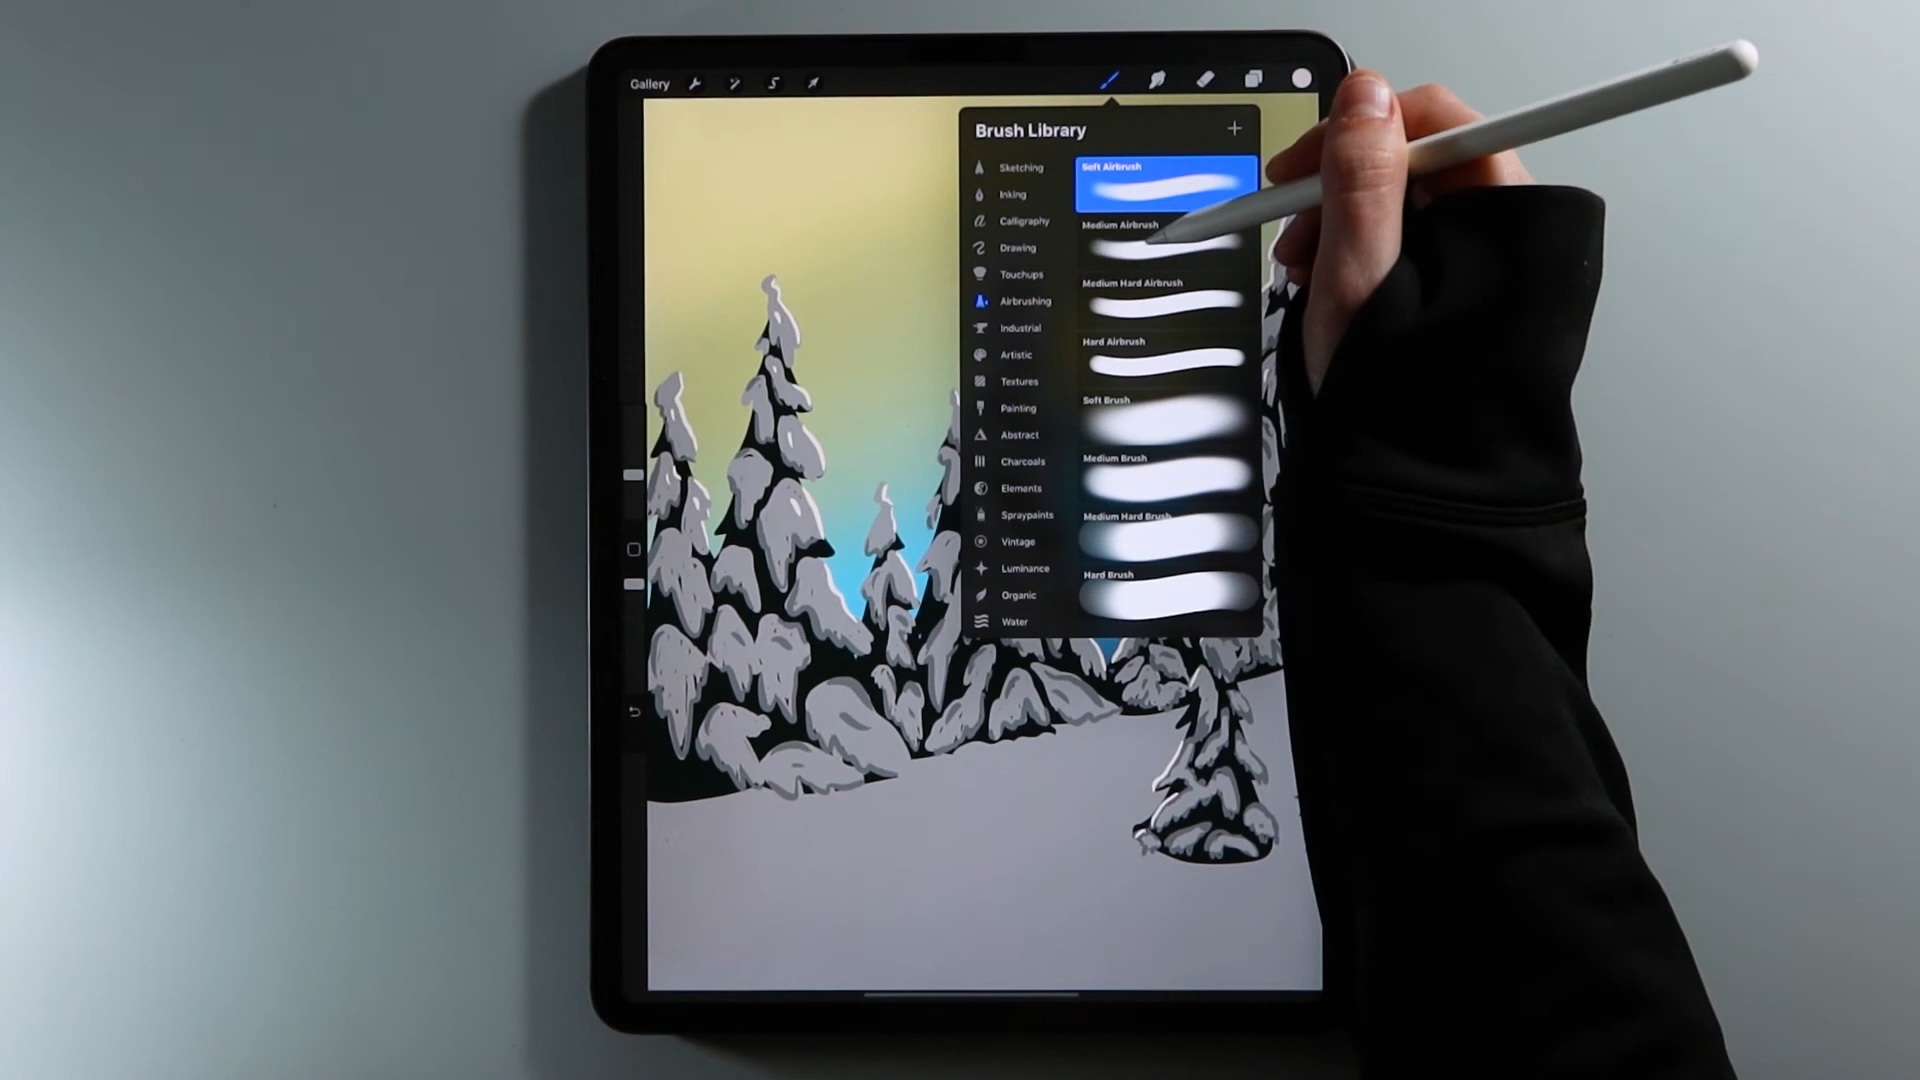 Gallery
Brush Library
Sketching
Inking
Calligraphy
Drawing
Touchups
Airbrushing
Industrial
Artistic
Textures
Painting
Abstract
Charcoals
Elements
Spraypaints
Vintage
Luminance
Organic
Water
Soft Airbrush
Medium Airbrush
Medium Hard Airbrush
Hard Airbrush
Soft Brush
Medium Brush
Medium Hard Brush
Hard Brush